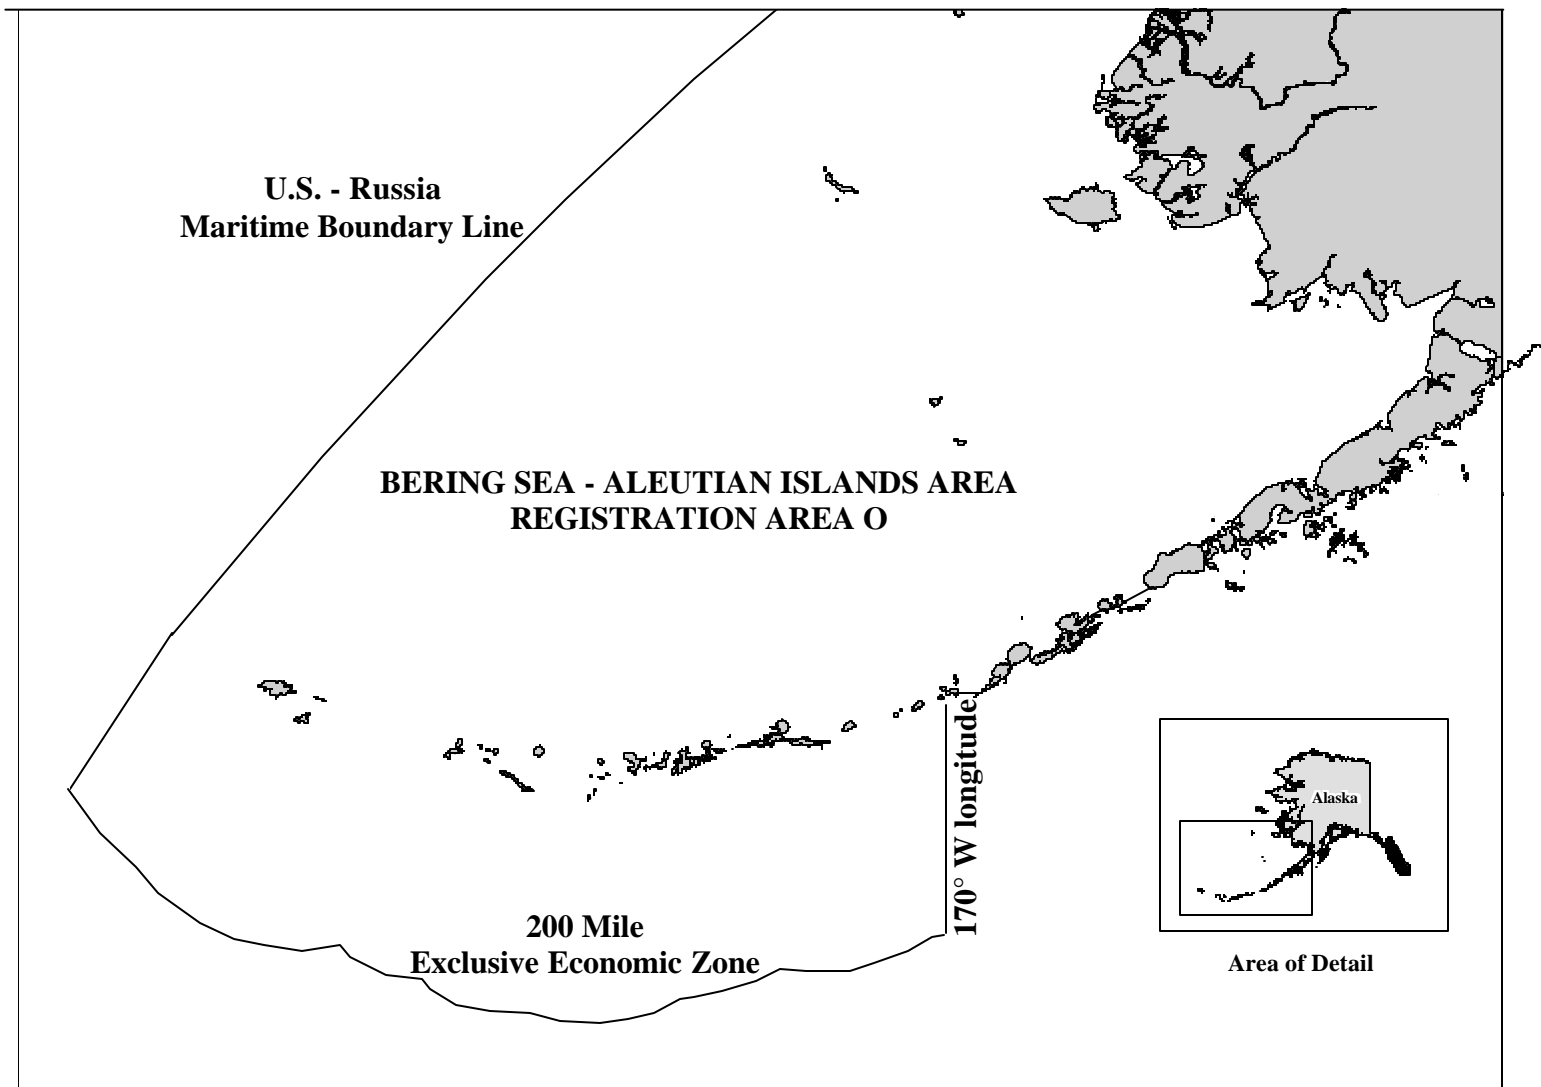 U.S. - Russia
Maritime Boundary Line
BERING SEA - ALEUTIAN ISLANDS AREA
REGISTRATION AREA O
170° W longitude
Alaska
200 Mile
Exclusive Economic Zone
Area of Detail